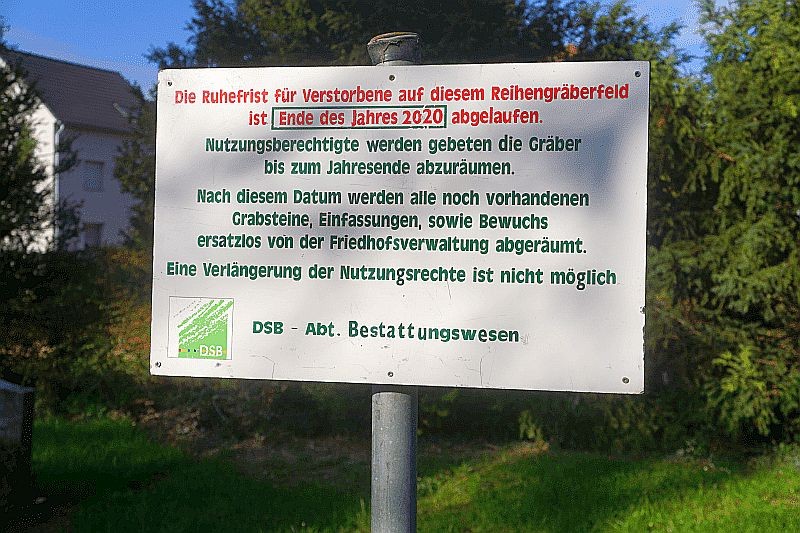 Die Ruhefrist für Verstorbene auf diesem Reihengräberfeld
ist Ende des Jahres 2020 abgelaufen.
Nutzungsberechtigte werden gebeten die Gräber
bis zum Jahresende abzuräumen.
Nach diesem Datum werden alle noch vorhandenen
Grabsteine, Einfassungen, sowie Bewuchs
ersatzlos von der Friedhofsverwaltung abgeräumt.
Eine Verlängerung der Nutzungsrechte ist nicht möglich
DSB - Abt. Bestattungswesen
DSB